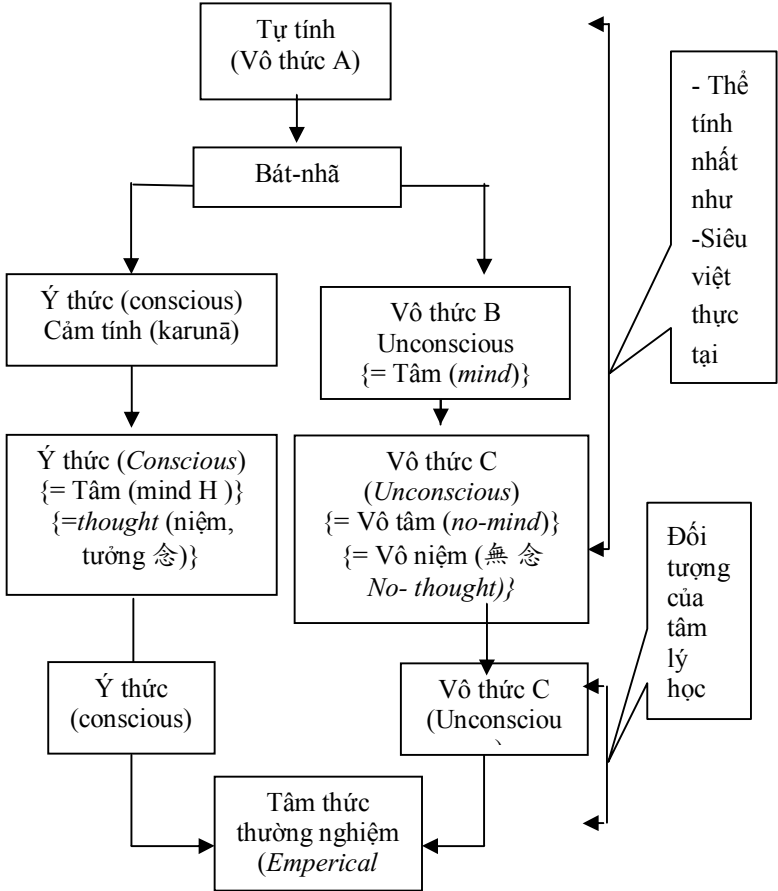 Tự tính
(Vô thức A)
Bát-nhã
Ý thức (conscious)
Cảm tính (karunā)
Vô thức B
Unconscious
{= Tâm (mind)}
Ý thức (Conscious)
{= Tâm (mind H )}
{=thought (niệm,
tưởng 念)}
Vô thức C
(Unconscious)
{= Vô tâm (no-mind)}
{= Vô niệm (無 念
No- thought)}
Ý thức
(conscious)
Vô thức C
(Unconsciou
Tâm thức
thường nghiệm
(Emperical
- Thể
tính
nhất
như
-Siêu
việt
thực
tại
Đối
tượng
của
tâm
lý
học